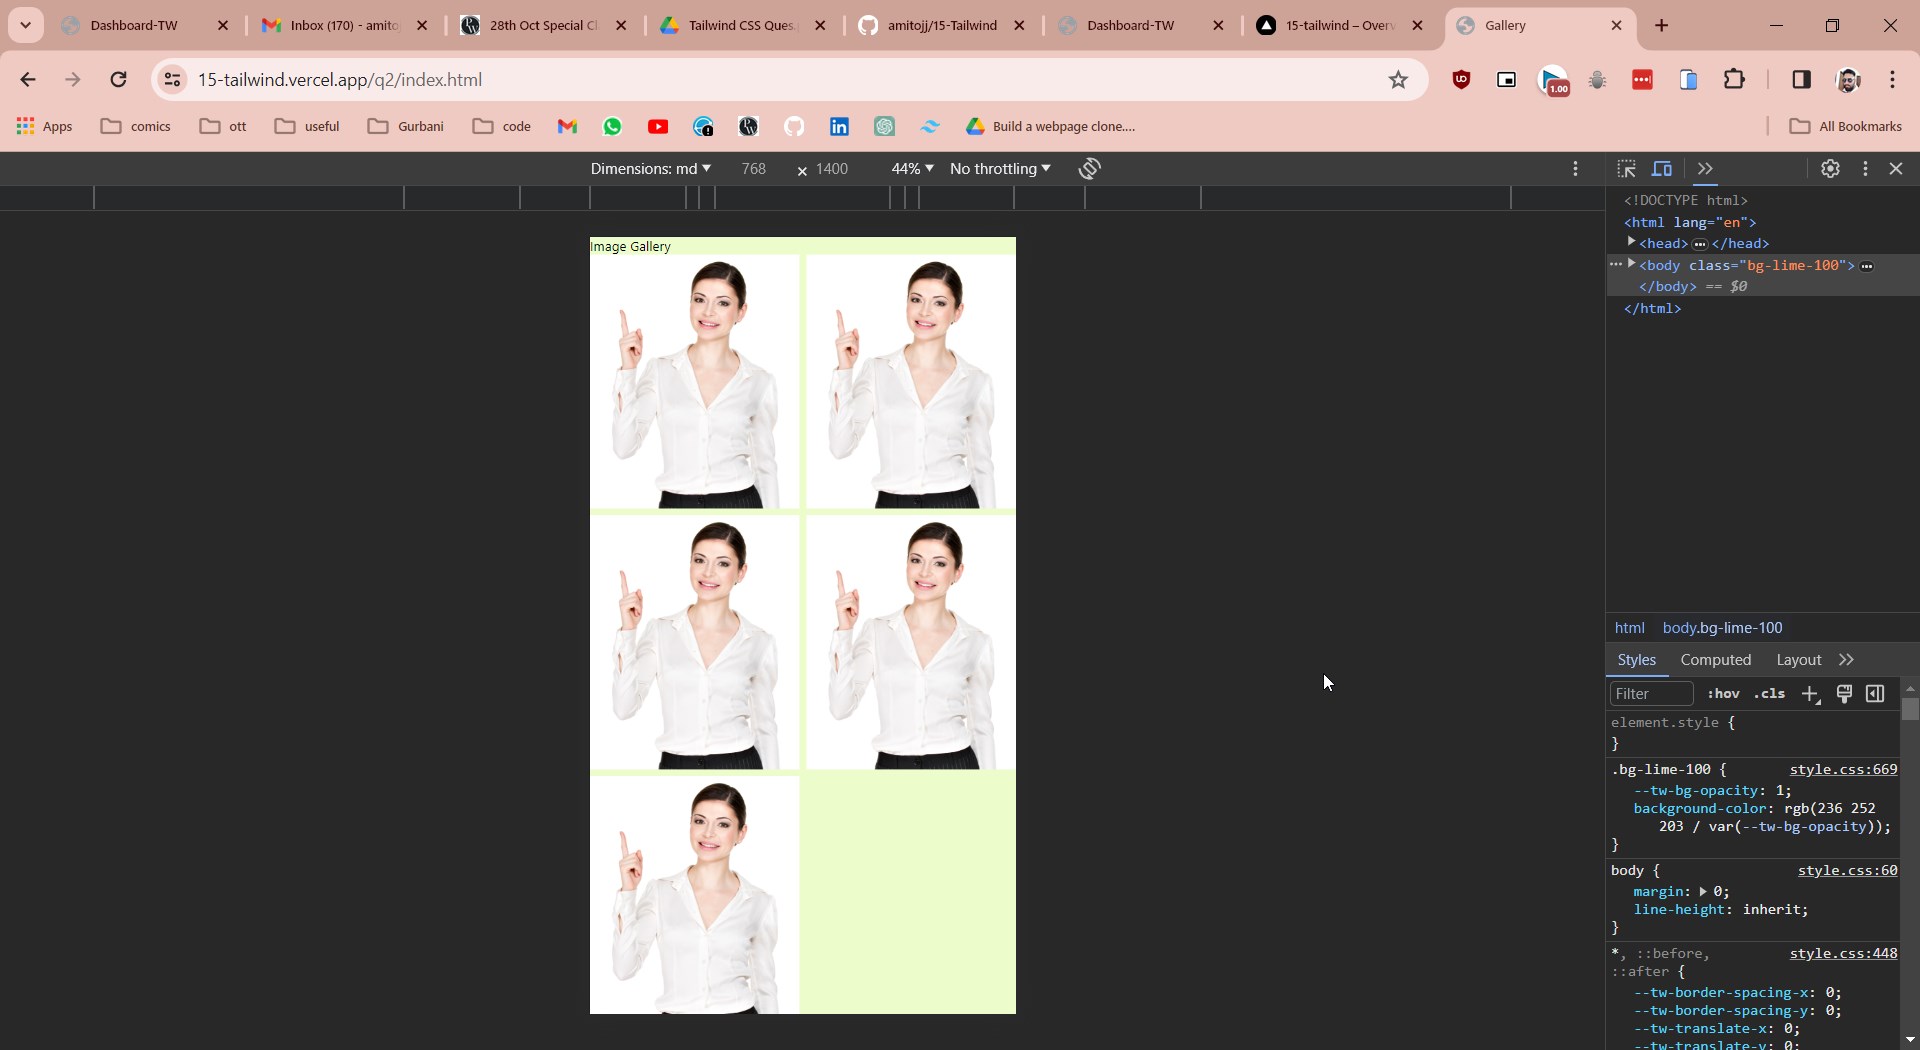 Dashboard-TW
Inbox (170) - amito
28th Oct Special Cl
Tailwind CSS Ques
amitojj/15-Tailwind
Dashboard-TW
15-tailwind – Overv
Gallery
15-tailwind.vercel.app/q2/index.html
1.00
Apps
comics
ott
useful
Gurbani
code
Build a webpage clone....
All Bookmarks
Dimensions: md
768
× 1400
44%
No throttling
<!DOCTYPE html>
<html lang="en">
<head> ••• </head>
••• <body class="bg-lime-100"> •••
</body> == $0
</html>
Image Gallery
html
body.bg-lime-100
Styles
Computed
Layout
Filter
:hov
.cls
element.style {
}
.bg-lime-100 { style.css:669
--tw-bg-opacity: 1;
background-color: rgb(236 252
203 / var(--tw-bg-opacity));
}
body { style.css:60
margin: 0;
line-height: inherit;
}
*, ::before, style.css:448
::after {
--tw-border-spacing-x: 0;
--tw-border-spacing-y: 0;
--tw-translate-x: 0;
--tw-translate-y: 0;